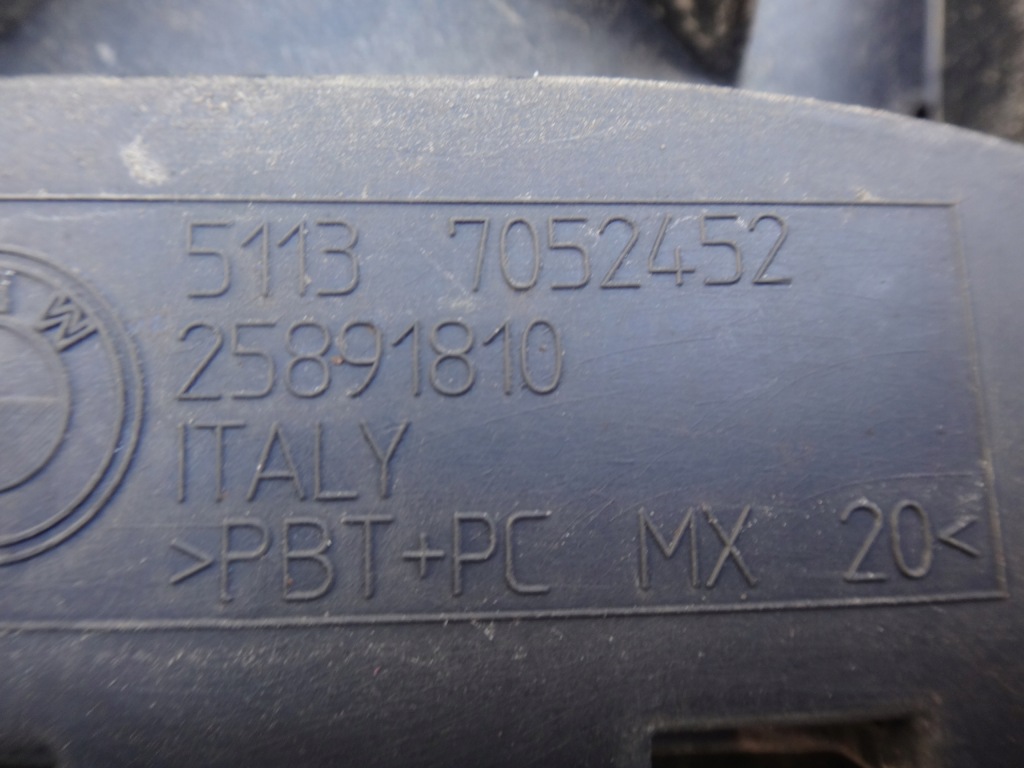 5113 7052452
25891810
ITALY
>PBT+PC MX 20<
W